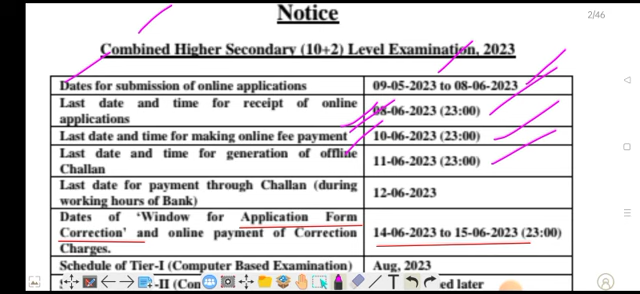 Notice
2/46
Combined Higher Secondary (10+2) Level Examination, 2023
Dates for submission of online applications 09-05-2023 to 08-06-2023
Last date and time for receipt of online
applications 08-06-2023 (23:00)
Last date and time for making online fee payment 10-06-2023 (23:00)
Last date and time for generation of offline
Challan 11-06-2023 (23:00)
Last date for payment through Challan (during
working hours of Bank) 12-06-2023
Dates of ‘Window for Application Form
Correction’ and online payment of Correction
Charges. 14-06-2023 to 15-06-2023 (23:00)
Schedule of Tier-I (Computer Based Examination) Aug, 2023
-II (Con ed later